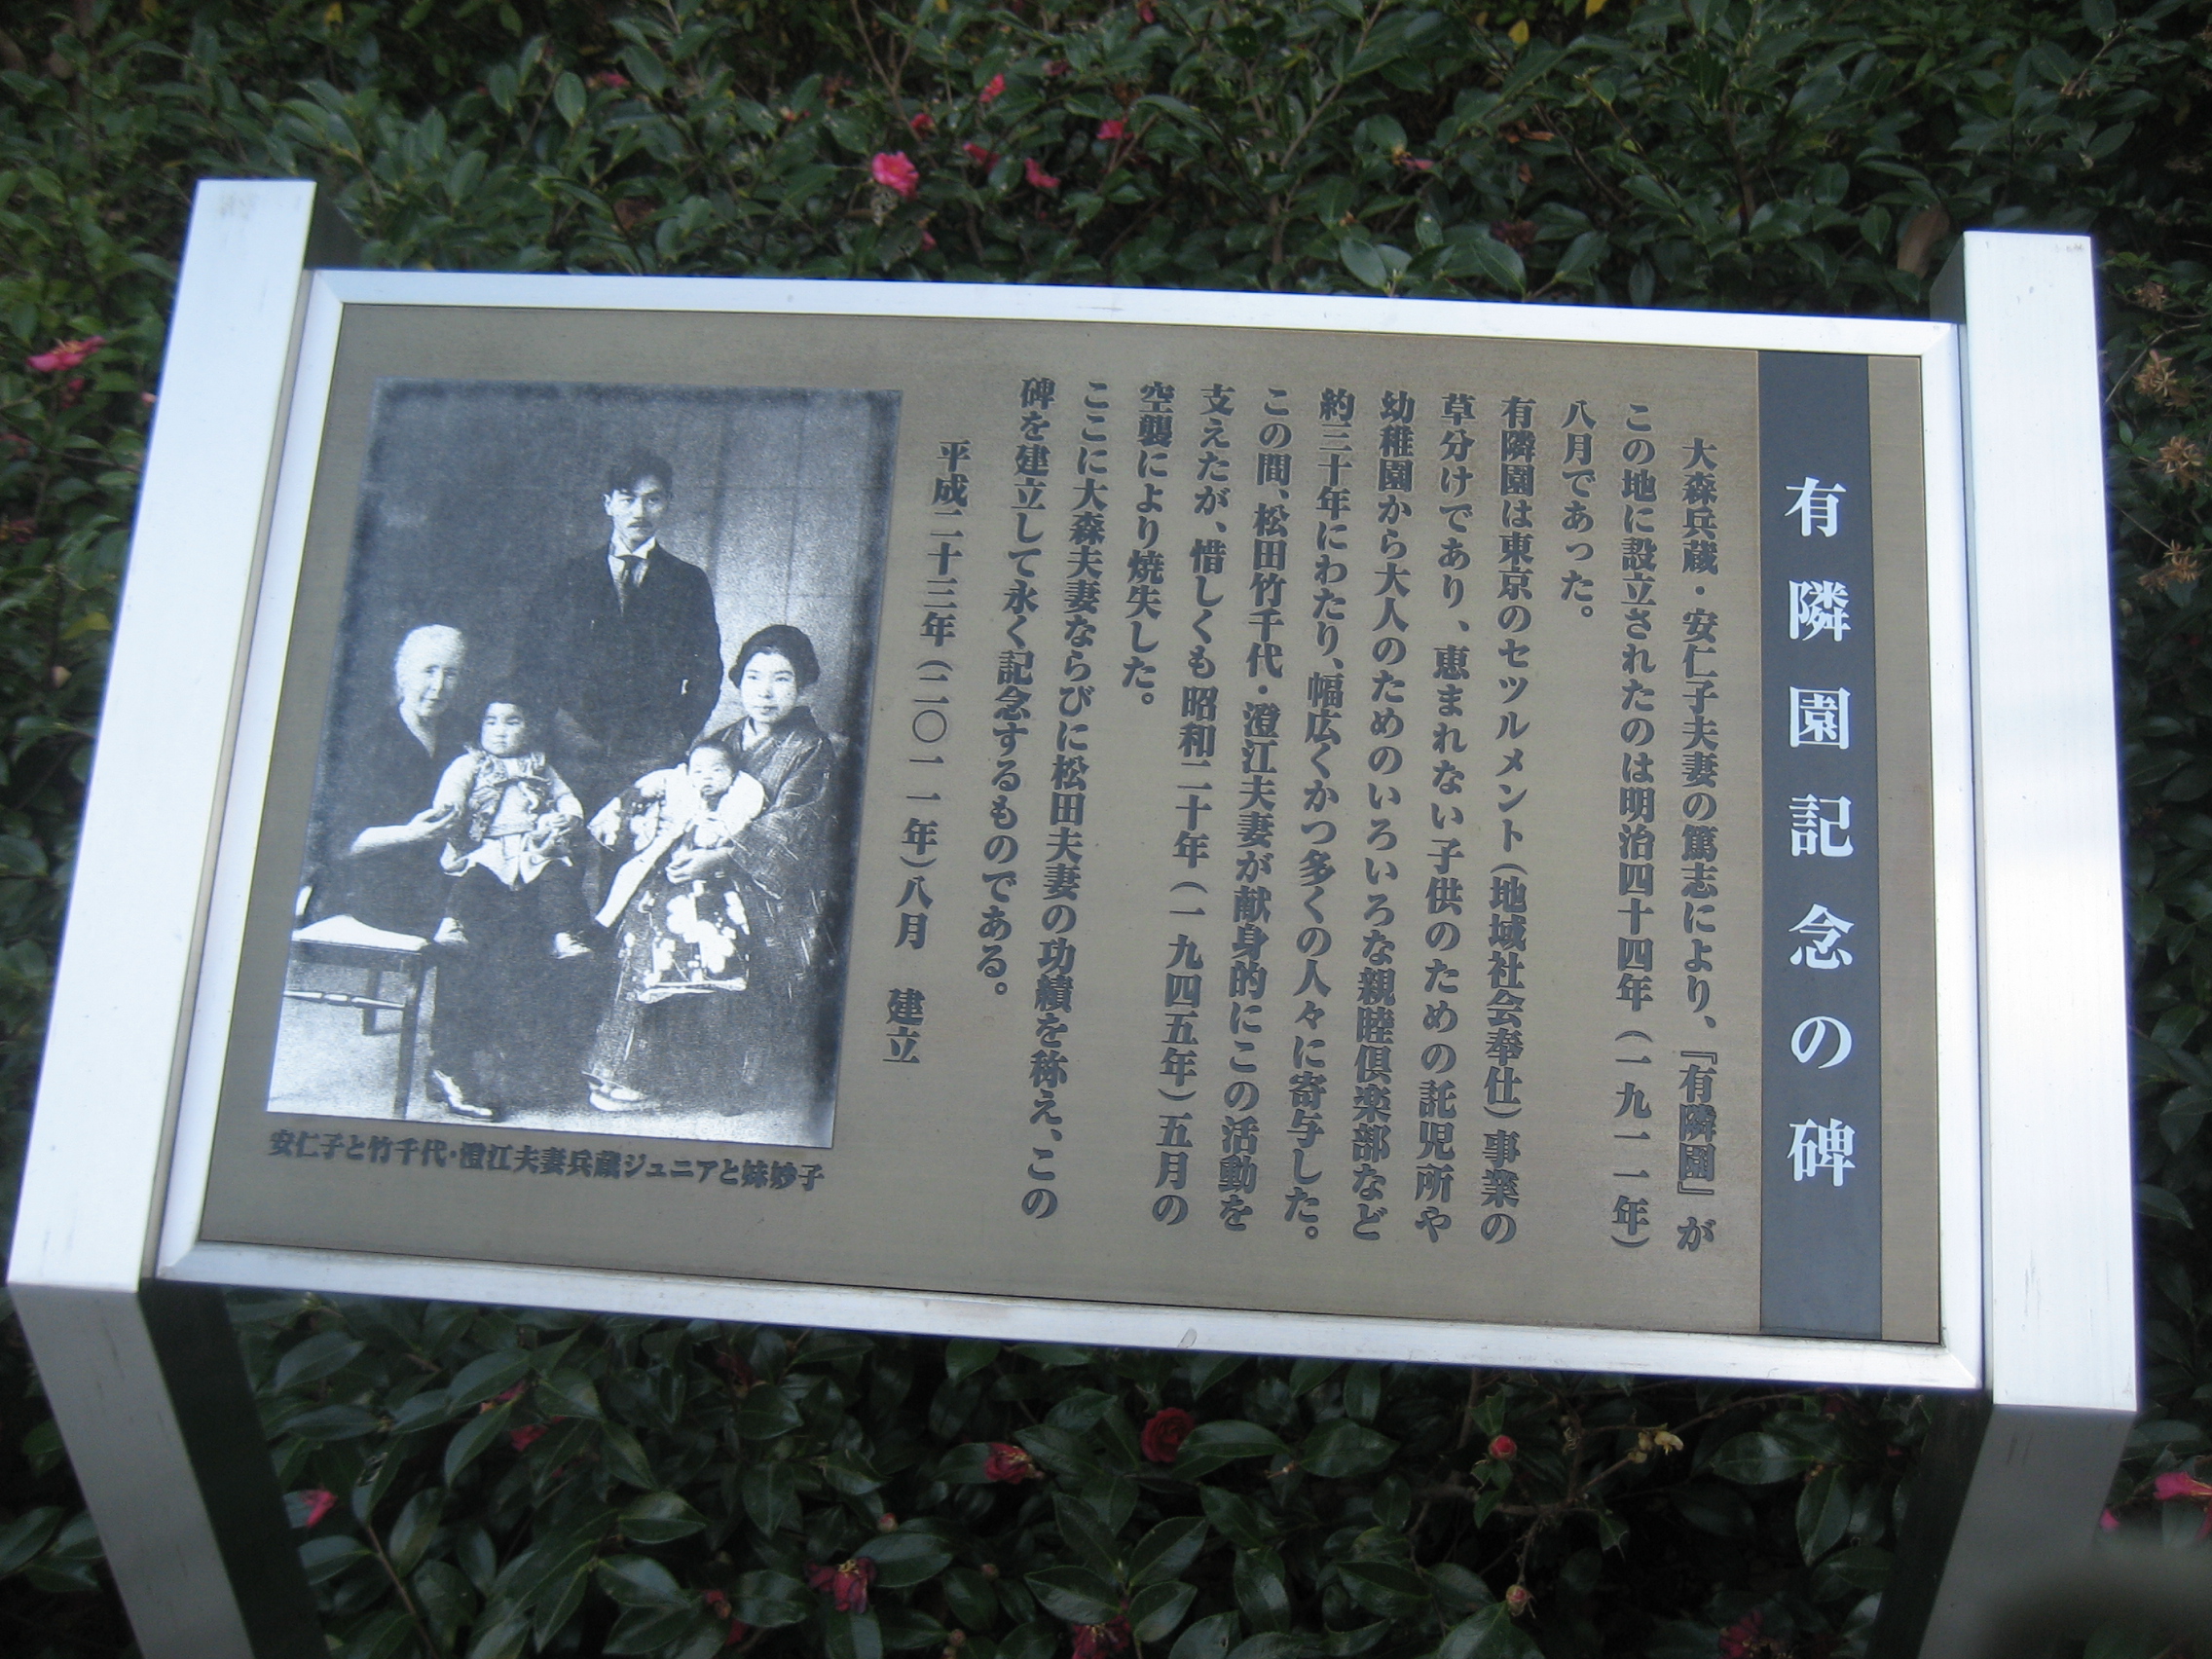 有隣園記念の碑
大森兵蔵・安仁子夫妻の篤志により、『有隣園』が
この地に設立されたのは明治四十四年（一九一一年）
八月であった。
有隣園は東京のセツルメント（地域社会奉仕）事業の
草分けであり、恵まれない子供のための託児所や
幼稚園から大人のためのいろいろな親睦倶楽部など
約三十年にわたり、幅広くかつ多くの人々に寄与した。
この間、松田竹千代・澄江夫妻が献身的にこの活動を
支えたが、惜しくも昭和二十年（一九四五年）五月の
空襲により焼失した。
ここに大森夫妻ならびに松田夫妻の功績を称え、この
碑を建立して永く記念するものである。
平成二十三年（二〇一一年）八月　建立
安仁子と竹千代・澄江夫妻兵蔵ジュニアと妹妙子